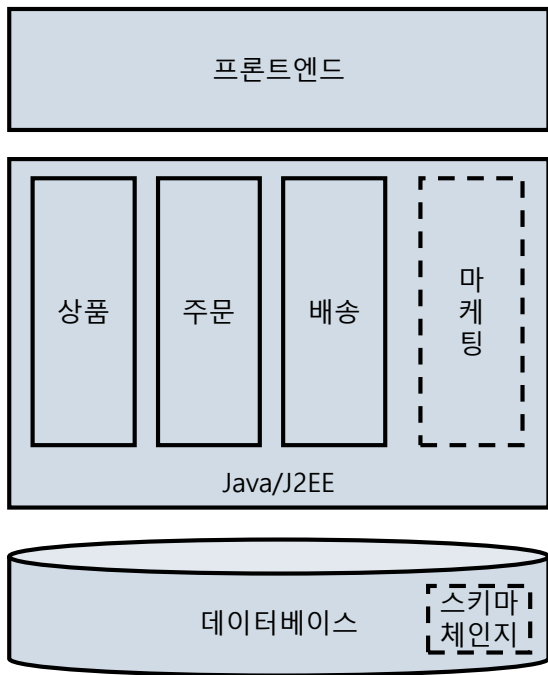 프론트엔드
상품
주문
배송
마
케
팅
Java/J2EE
데이터베이스
스키마
체인지